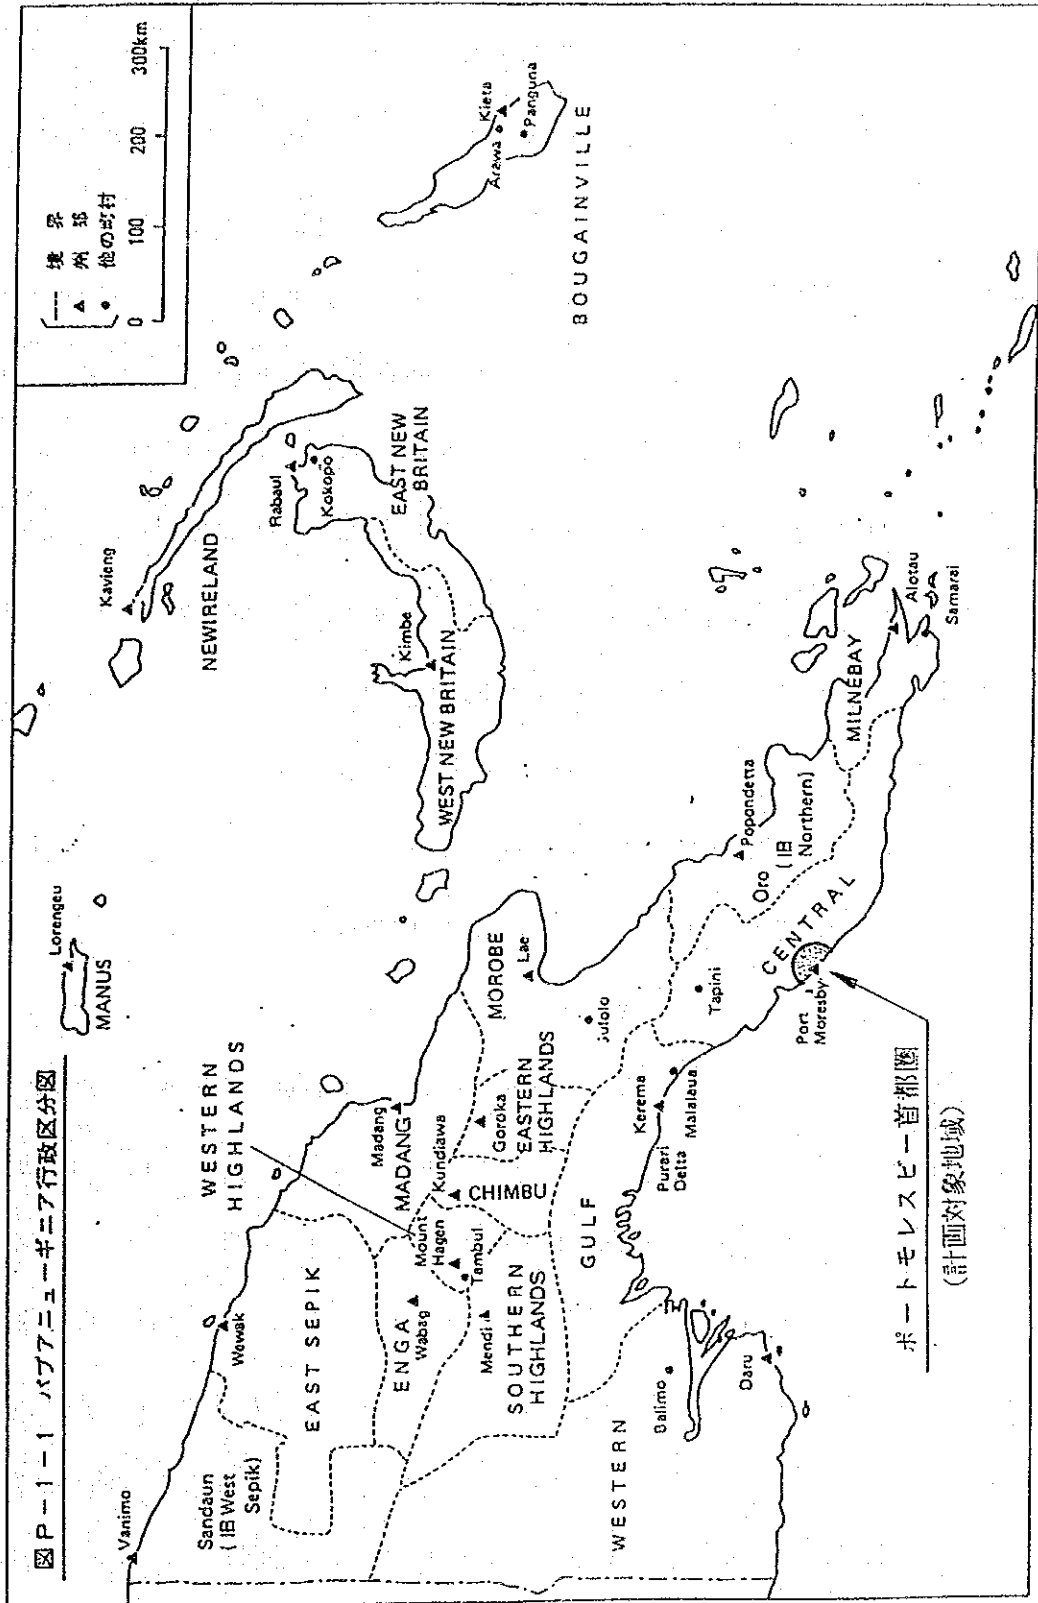 図P-1-1 パプアニューギニア行政区分図
--- 境界
▲ 州都
• 他の町村
0 100 200 300km
Vanimo
Sandaun
(旧West
Sepik)
Wewak
EAST SEPIK
WESTERN
HIGHLANDS
Lorengeu
MANUS
Kavieng
NEWIRELAND
Rabaul
Kokopo
EAST NEW
BRITAIN
Kimbe
WEST NEW BRITAIN
Arawa
Kieta
Panguna
BOUGAINVILLE
Madang
MADANG
ENGA
Wabag
Mount
Hagen
Tambul
Kundiawa
CHIMBU
Goroka
EASTERN
HIGHLANDS
MOROBE
Lae
Mendi
SOUTHERN
HIGHLANDS
GULF
WESTERN
Balimo
Daru
Purari
Delta
Kerema
Malalaua
Tapini
Port
Moresby
CENTRAL
Oro
(旧
Northern)
Popondetta
MILNEBAY
Alotau
Samarai
ポートモレスビー首都圏
(計画対象地域)